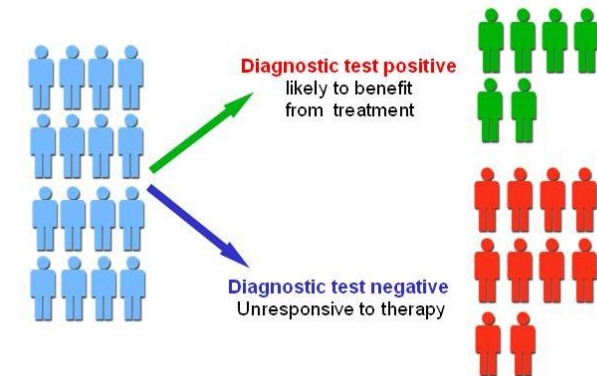 Diagnostic test positive
likely to benefit
from treatment
Diagnostic test negative
Unresponsive to therapy